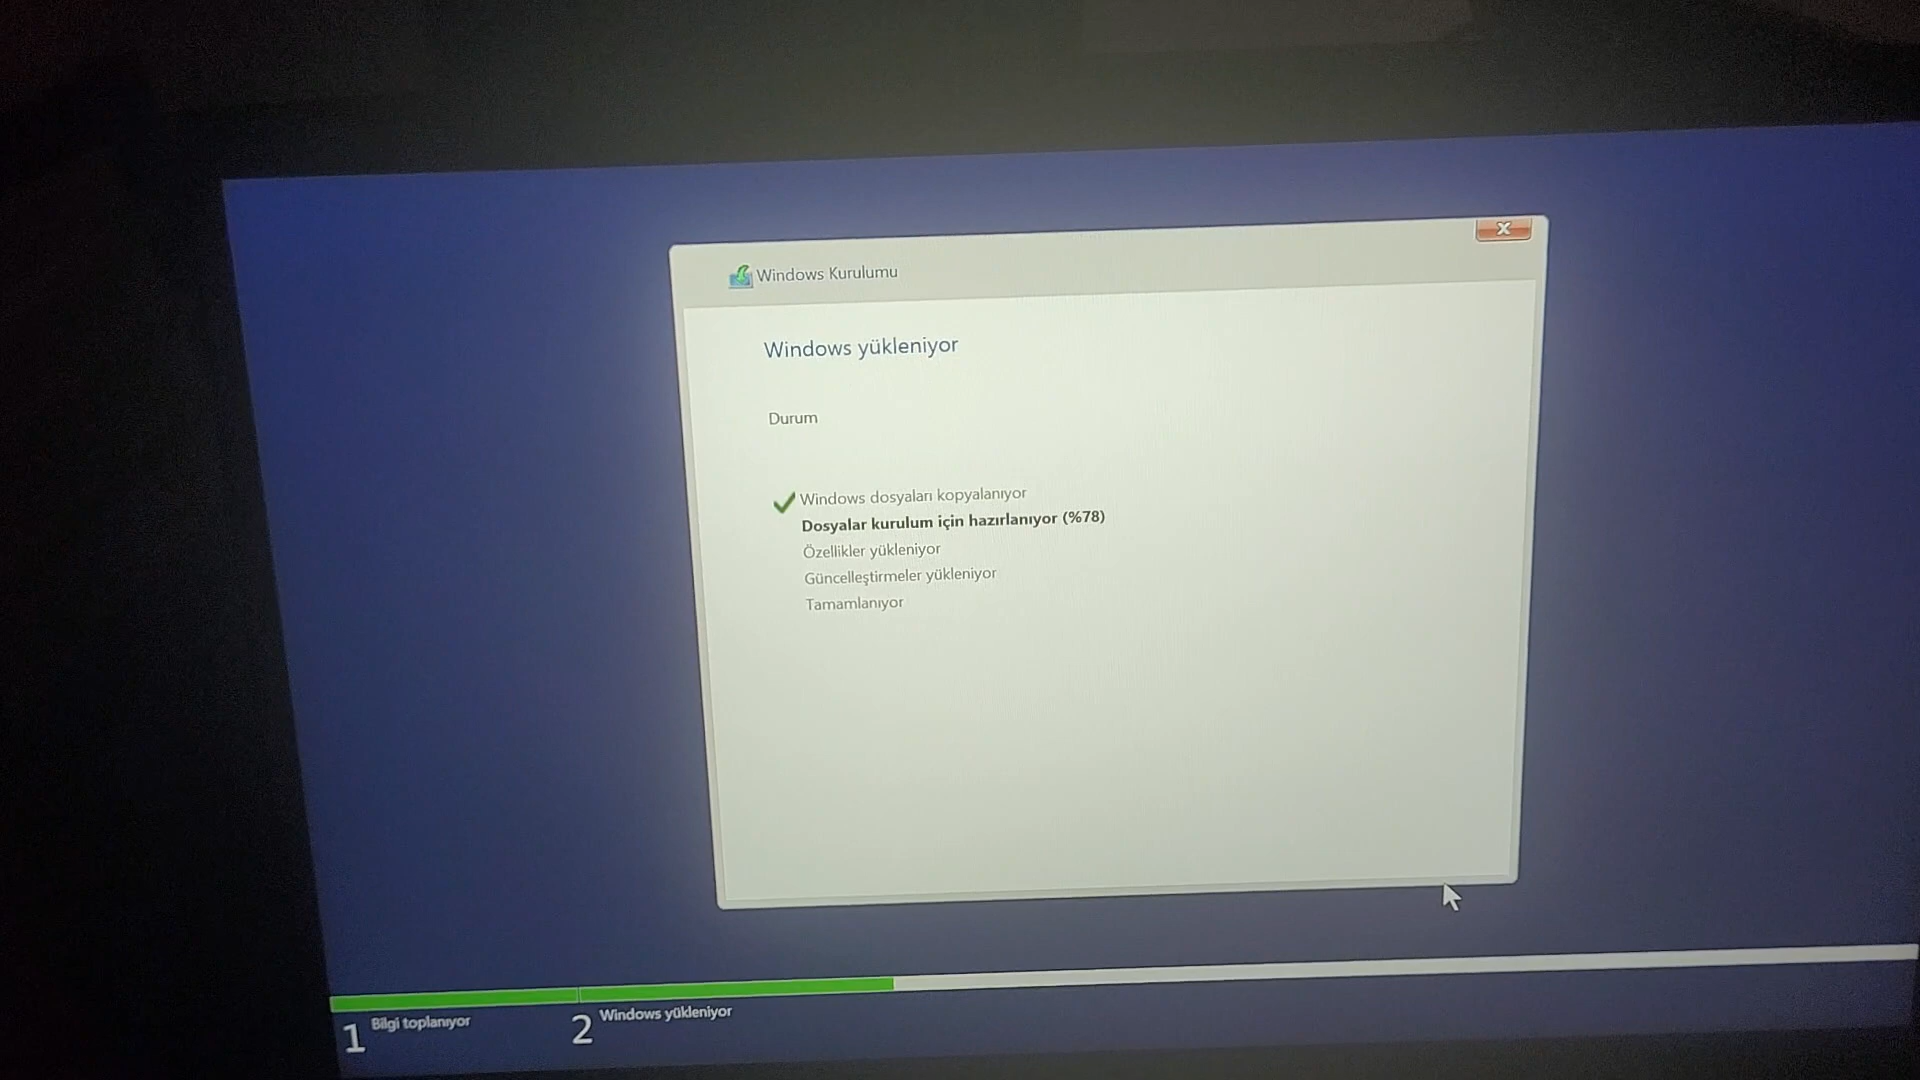 Windows Kurulumu
Windows yükleniyor
Durum
Windows dosyaları kopyalanıyor
Dosyalar kurulum için hazırlanıyor (%78)
Özellikler yükleniyor
Güncelleştirmeler yükleniyor
Tamamlanıyor
1 Bilgi toplanıyor
2 Windows yükleniyor